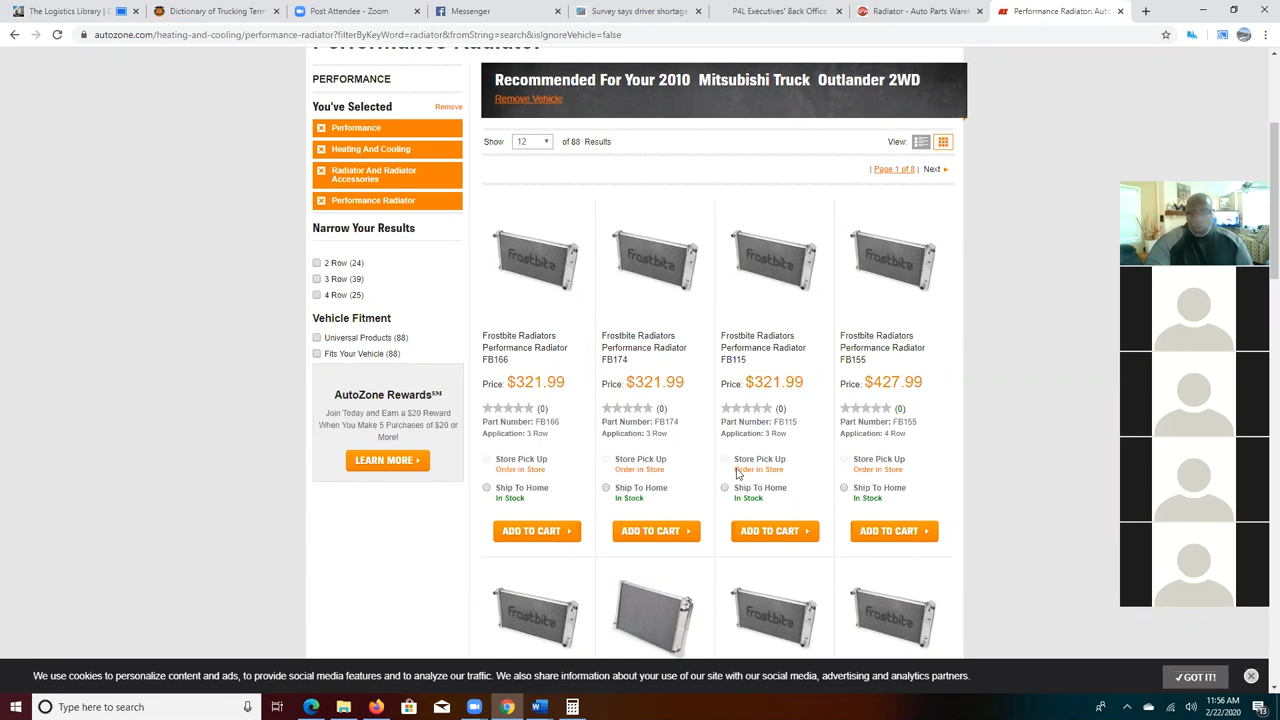 The Logistics Library | D
Dictionary of Trucking Term
Post Attendee - Zoom
Messenger
Survey says driver shortage
P4L Executives' Back Office
Radiator - Auto Parts Wareh
Performance Radiators: Auto
autozone.com/heating-and-cooling/performance-radiator?filterByKeyWord=radiator&fromString=search&isIgnoreVehicle=false
Performance Radiator
PERFORMANCE
You've Selected
Remove
Performance
Heating And Cooling
Radiator And Radiator
Accessories
Performance Radiator
Narrow Your Results
2 Row (24)
3 Row (39)
4 Row (25)
Vehicle Fitment
Universal Products (88)
Fits Your Vehicle (88)
AutoZone Rewards℠
Join Today and Earn a $20 Reward
When You Make 5 Purchases of $20 or
More!
LEARN MORE
Recommended For Your 2010 Mitsubishi Truck Outlander 2WD
Remove Vehicle
Show 12 of 88 Results
View:
| Page 1 of 8 | Next
Frostbite Frostbite Frostbite Frostbite
Frostbite Radiators Frostbite Radiators Frostbite Radiators Frostbite Radiators
Performance Radiator Performance Radiator Performance Radiator Performance Radiator
FB166 FB174 FB115 FB155
Price: $321.99 Price: $321.99 Price: $321.99 Price: $427.99
(0) (0) (0) (0)
Part Number: FB166 Part Number: FB174 Part Number: FB115 Part Number: FB155
Application: 3 Row Application: 3 Row Application: 3 Row Application: 4 Row
Store Pick Up Store Pick Up Store Pick Up Store Pick Up
Order in Store Order in Store Order in Store Order in Store
Ship To Home Ship To Home Ship To Home Ship To Home
In Stock In Stock In Stock In Stock
ADD TO CART ADD TO CART ADD TO CART ADD TO CART
Frostbite Frostbite Frostbite
We use cookies to personalize content and ads, to provide social media features and to analyze our traffic. We also share information about your use of our site with our social media, advertising and analytics partners.
✓GOT IT!
Type here to search
11:56 AM
2/22/2020
13